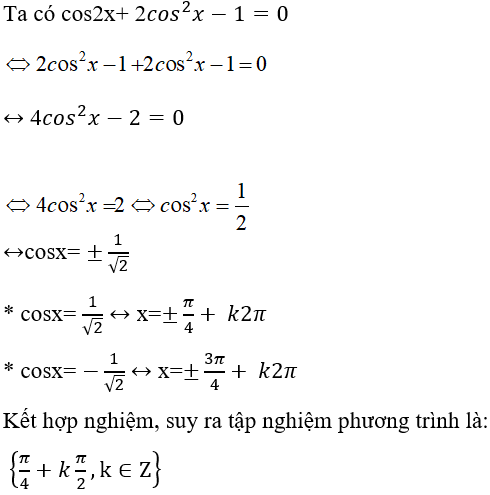 Ta có cos2x+ 2cos²x − 1 = 0
⇔ 2cos²x −1 +2cos²x −1 = 0
↔ 4cos²x − 2 = 0
⇔ 4cos²x =2 ⇔ cos²x = 1/2
↔cosx= ± 1/√2
* cosx= 1/√2 ↔ x=± π/4 + k2π
* cosx= − 1/√2 ↔ x=± 3π/4 + k2π
Kết hợp nghiệm, suy ra tập nghiệm phương trình là:
{π/4 + k π/2 , k ∈ Z}